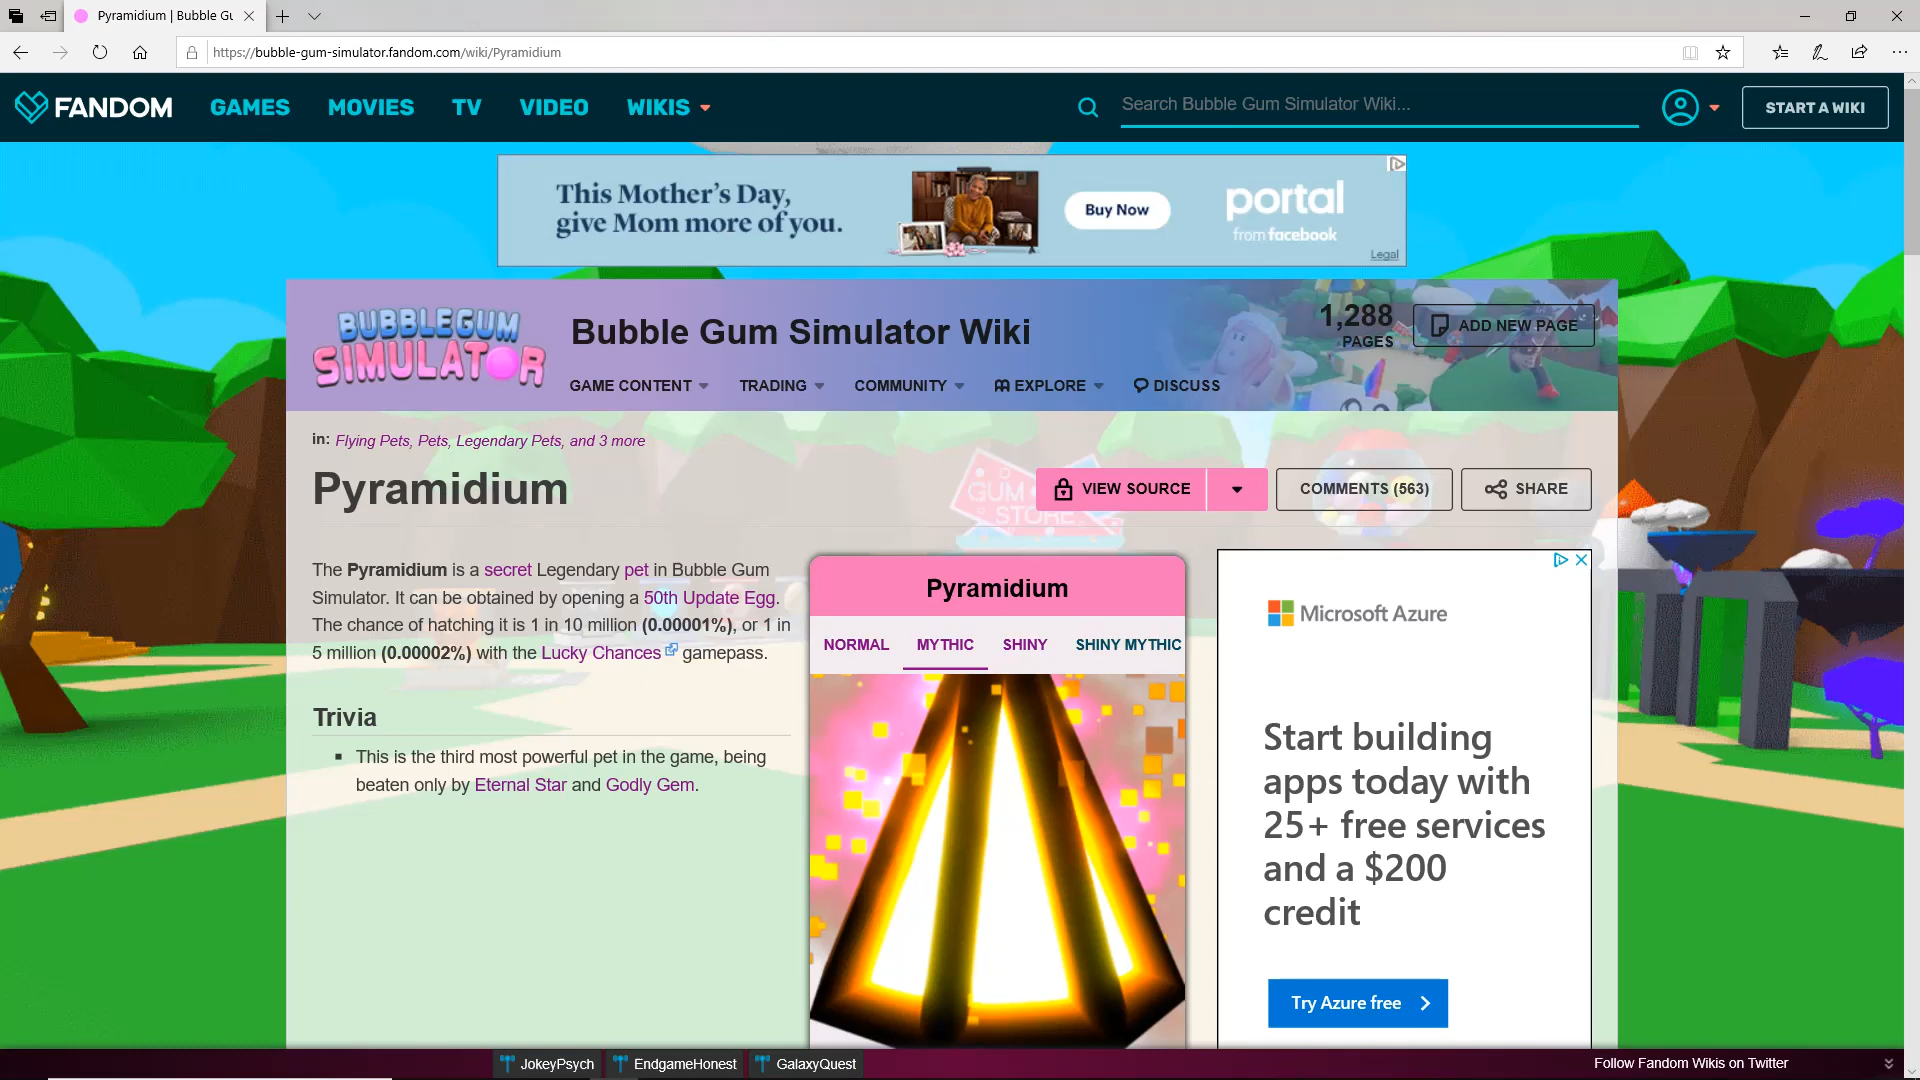 Pyramidium | Bubble Gu
https://bubble-gum-simulator.fandom.com/wiki/Pyramidium
FANDOM
GAMES
MOVIES
TV
VIDEO
WIKIS
Search Bubble Gum Simulator Wiki...
START A WIKI
This Mother's Day,
give Mom more of you.
Buy Now
portal
from facebook
Legal
BUBBLEGUM
SIMULATOR
Bubble Gum Simulator Wiki
1,288
PAGES
ADD NEW PAGE
GAME CONTENT
TRADING
COMMUNITY
EXPLORE
DISCUSS
in: Flying Pets, Pets, Legendary Pets, and 3 more
Pyramidium
GUM
STORE
VIEW SOURCE
COMMENTS (563)
SHARE
The Pyramidium is a secret Legendary pet in Bubble Gum
Simulator. It can be obtained by opening a 50th Update Egg.
The chance of hatching it is 1 in 10 million (0.00001%), or 1 in
5 million (0.00002%) with the Lucky Chances gamepass.
Trivia
This is the third most powerful pet in the game, being
beaten only by Eternal Star and Godly Gem.
Pyramidium
NORMAL
MYTHIC
SHINY
SHINY MYTHIC
Microsoft Azure
Start building
apps today with
25+ free services
and a $200
credit
Try Azure free
JokeyPsych
EndgameHonest
GalaxyQuest
Follow Fandom Wikis on Twitter